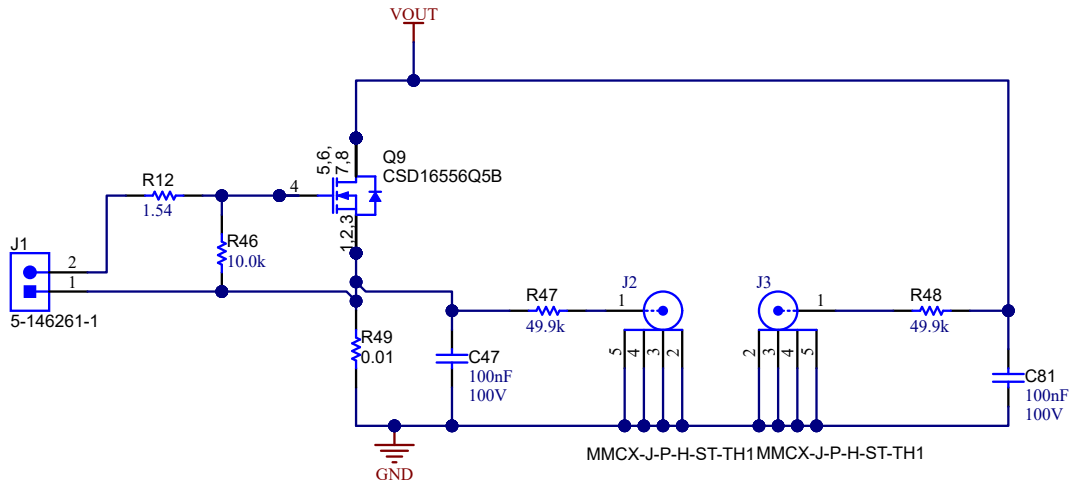 VOUT
5,6,
7,8
Q9
CSD16556Q5B
R12
1.54
4
1,2,3
J1
2
1
5-146261-1
R46
10.0k
R47
49.9k
1
J2
J3
1
R48
49.9k
R49
0.01
C47
100nF
100V
5
4
3
2
2
3
4
5
C81
100nF
100V
MMCX-J-P-H-ST-TH1
MMCX-J-P-H-ST-TH1
GND